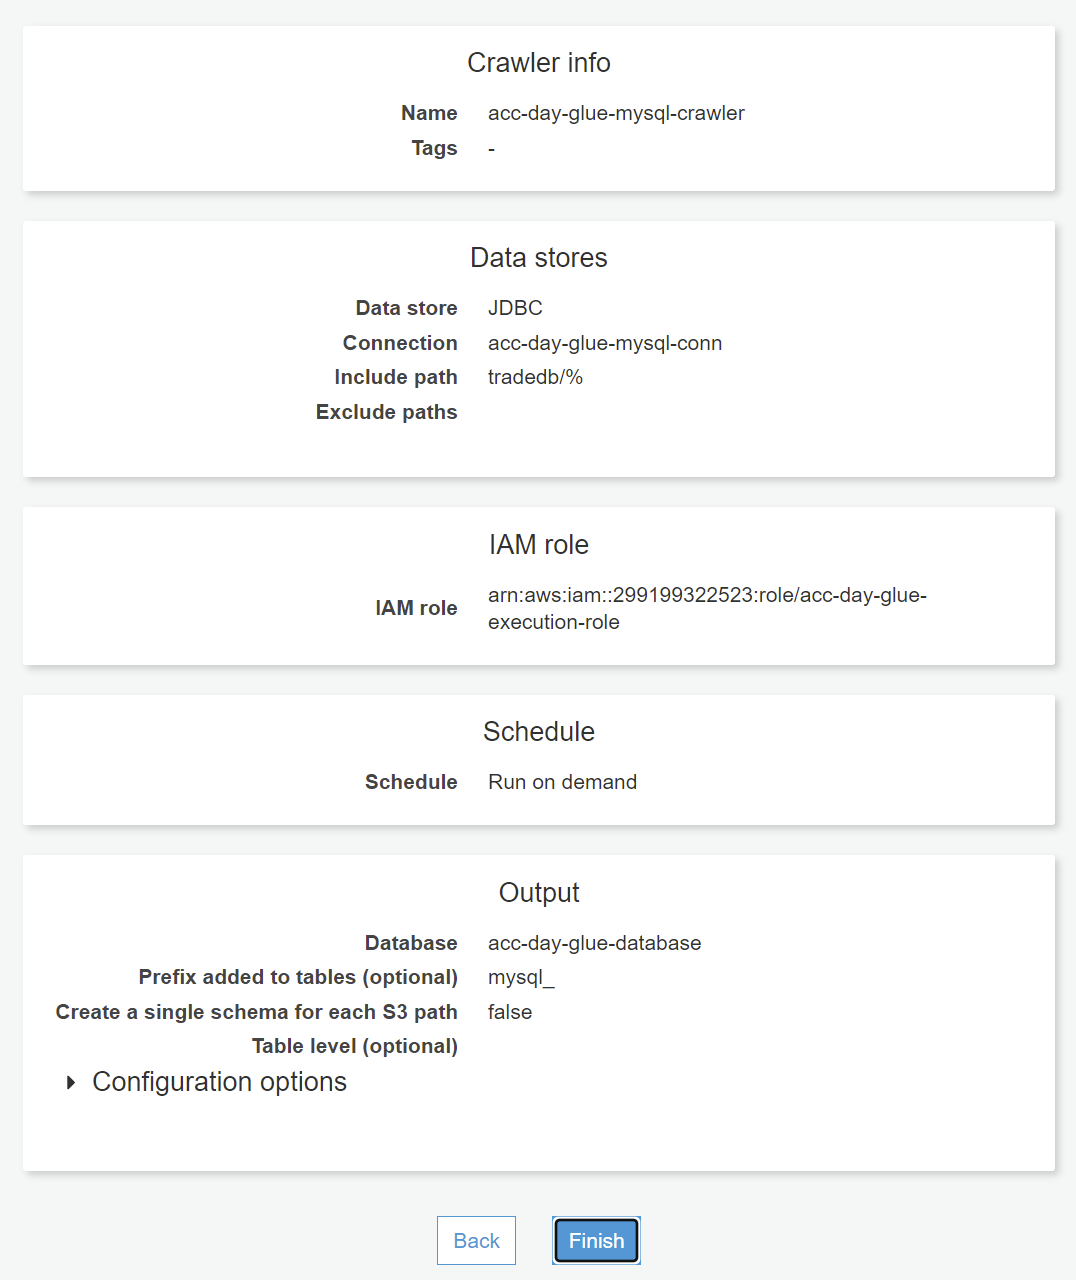 Crawler info
Name acc-day-glue-mysql-crawler
Tags -
Data stores
Data store JDBC
Connection acc-day-glue-mysql-conn
Include path tradedb/%
Exclude paths
IAM role
IAM role arn:aws:iam::299199322523:role/acc-day-glue-
execution-role
Schedule
Schedule Run on demand
Output
Database acc-day-glue-database
Prefix added to tables (optional) mysql_
Create a single schema for each S3 path false
Table level (optional)
Configuration options
Back Finish